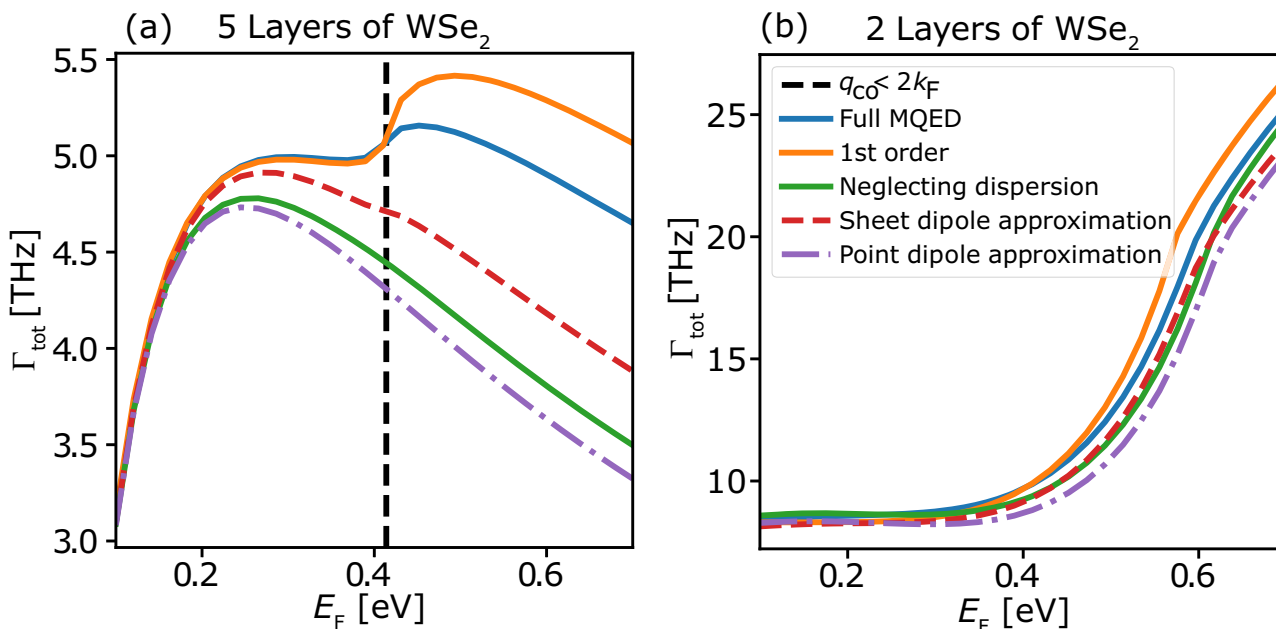 (a) 5 Layers of WSe₂
5.5
5.0
4.5
4.0
3.5
3.0
Γtot [THz]
0.2 0.4 0.6
EF [eV]
(b) 2 Layers of WSe₂
qco < 2kF
Full MQED
1st order
Neglecting dispersion
Sheet dipole approximation
Point dipole approximation
25
20
15
10
Γtot [THz]
0.2 0.4 0.6
EF [eV]